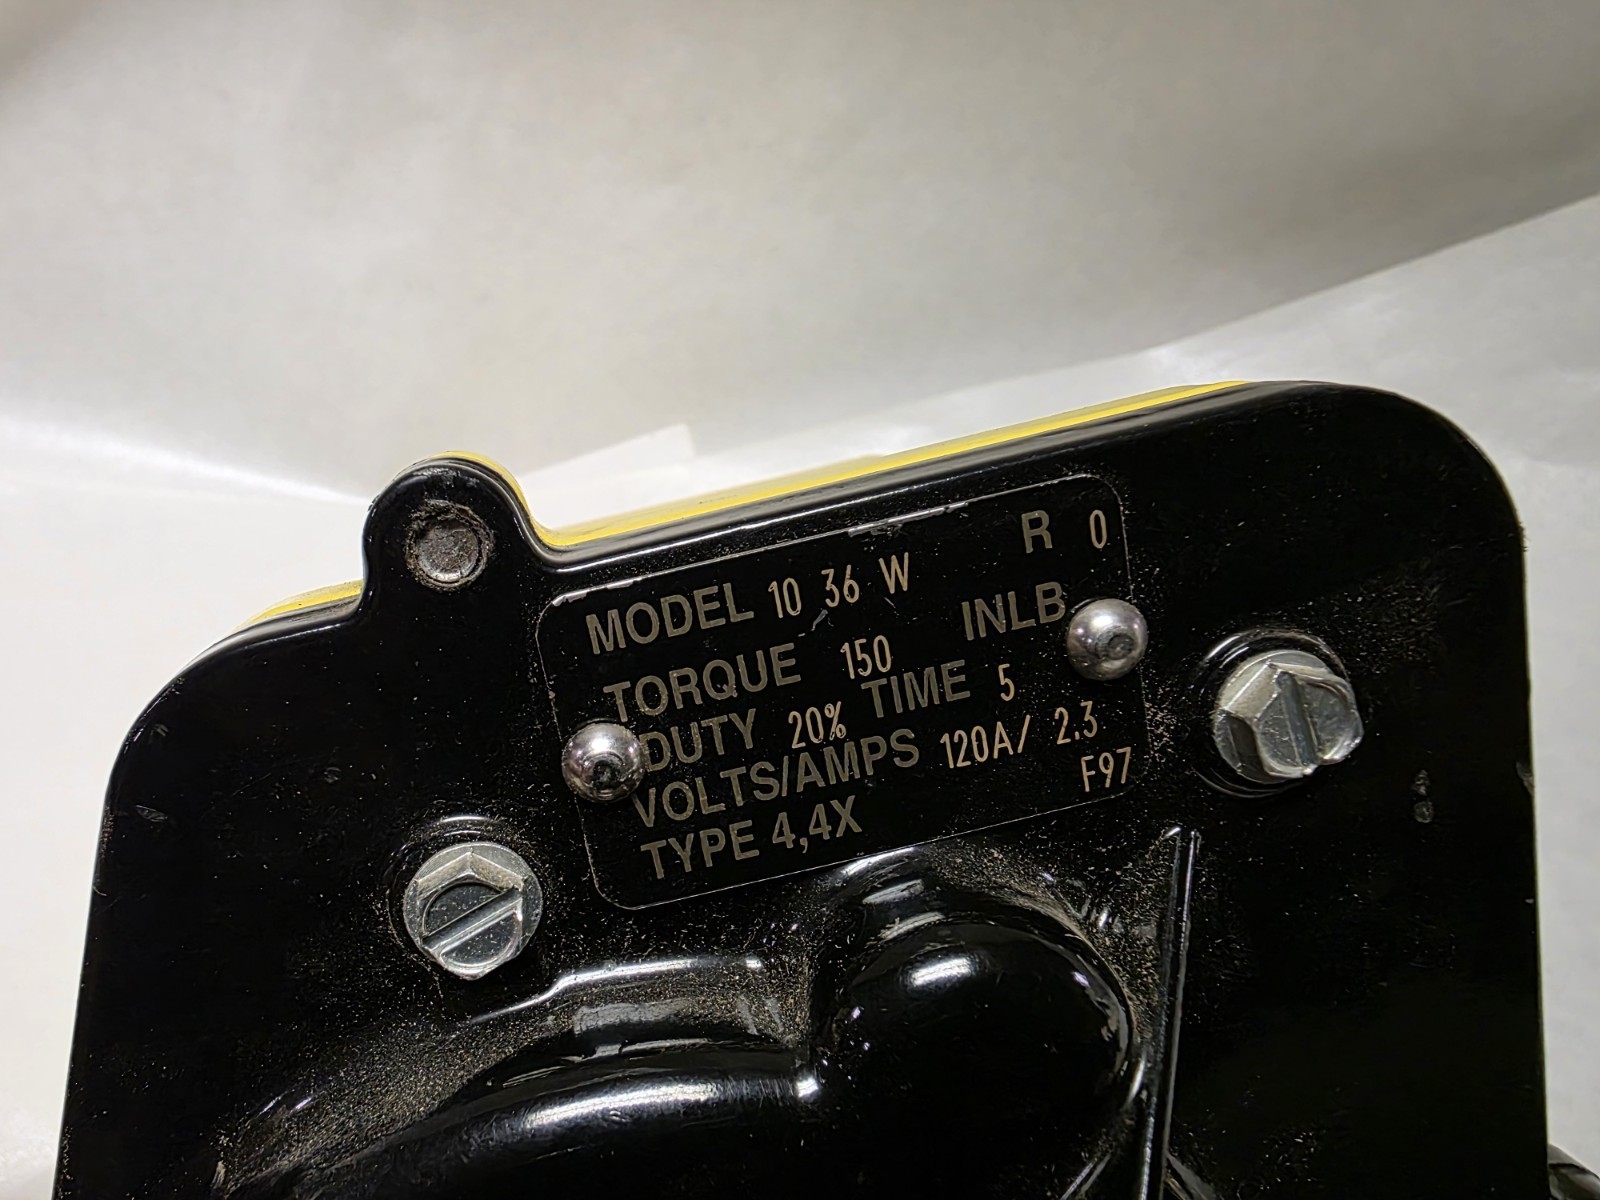 MODEL 10 36 W R 0
TORQUE 150 INLB
DUTY 20% TIME 5
VOLTS/AMPS 120A/ 2.3
TYPE 4,4X F97